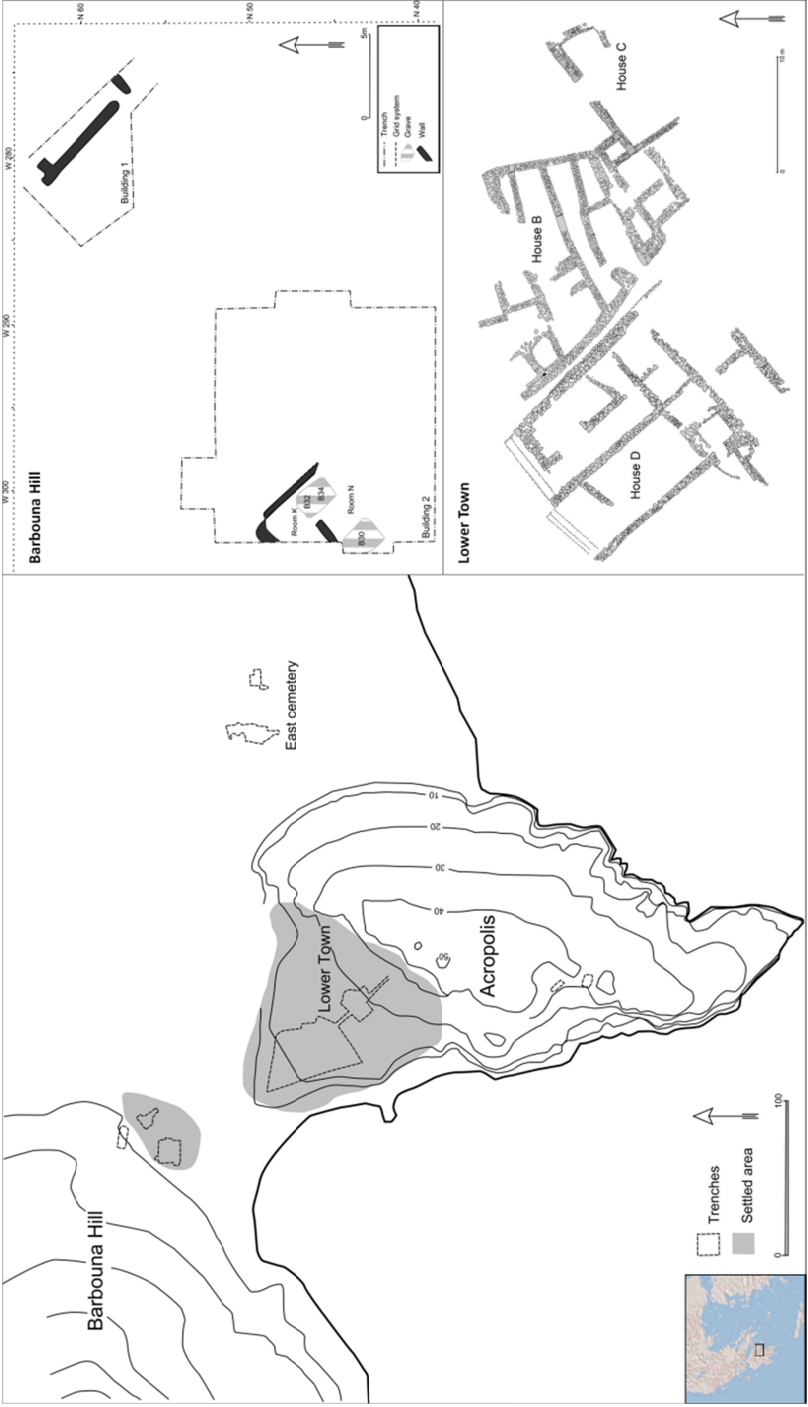 Barbouna Hill
Lower Town
Acropolis
East cemetery
10
20
30
40
50
Trenches
Settled area
0
100
Barbouna Hill
W 300
W 290
W 280
N 60
N 50
N 40
Building 1
Building 2
Room K
Room N
B32
B34
B30
0
5m
Trench
Grid system
Grave
Wall
Lower Town
House D
House B
House C
0
10 m